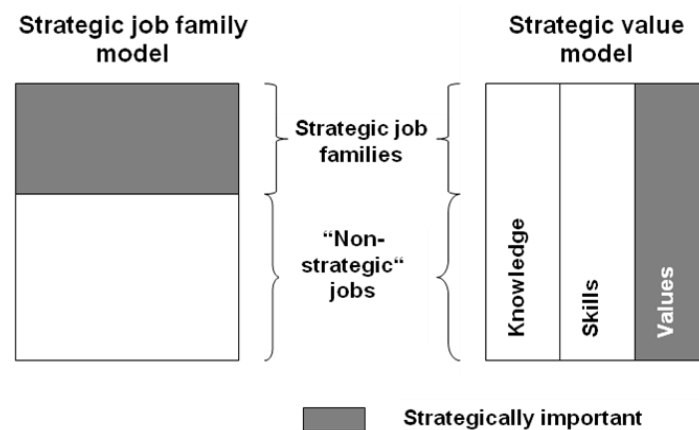 Strategic job family
model
Strategic value
model
Strategic job
families
“Non-
strategic“
jobs
Knowledge
Skills
Values
Strategically important